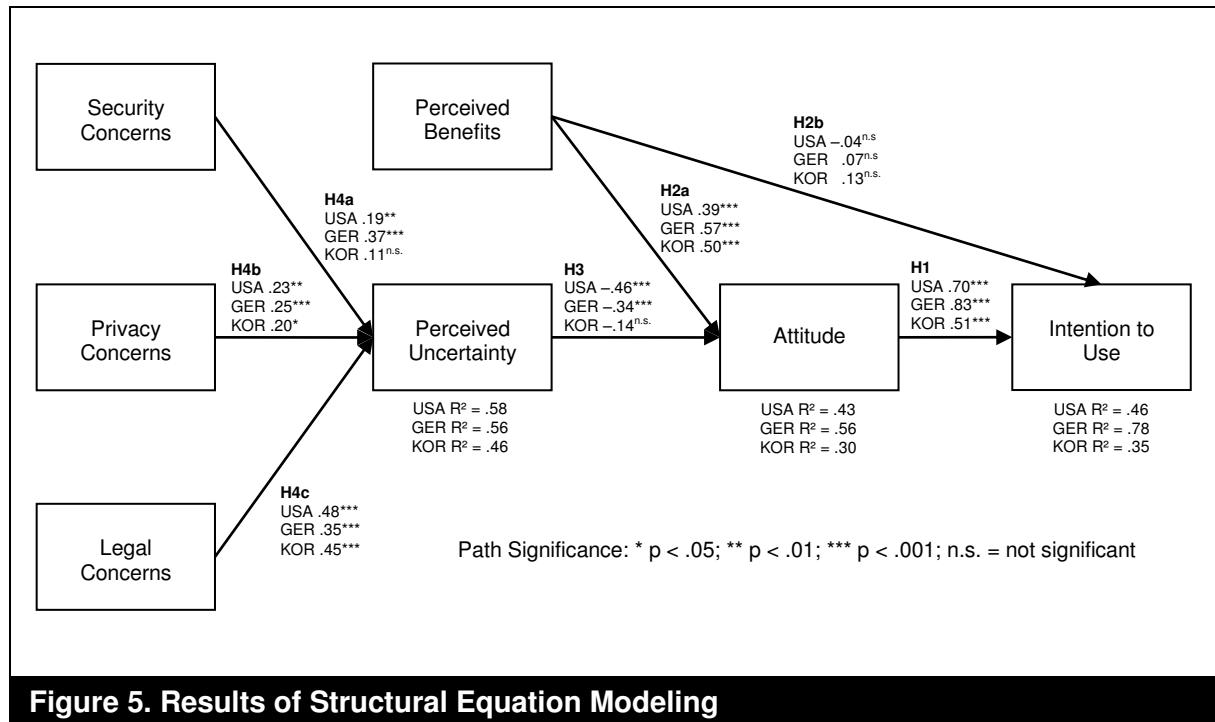 Security
Concerns
Perceived
Benefits
H2b
USA –.04n.s
GER .07n.s
KOR .13n.s.
H4a
USA .19**
GER .37***
KOR .11n.s.
H2a
USA .39***
GER .57***
KOR .50***
H4b
USA .23**
GER .25***
KOR .20*
H3
USA –.46***
GER –.34***
KOR –.14n.s.
H1
USA .70***
GER .83***
KOR .51***
Privacy
Concerns
Perceived
Uncertainty
Attitude
Intention to
Use
USA R² = .58
GER R² = .56
KOR R² = .46
USA R² = .43
GER R² = .56
KOR R² = .30
USA R² = .46
GER R² = .78
KOR R² = .35
H4c
USA .48***
GER .35***
KOR .45***
Legal
Concerns
Path Significance: * p < .05; ** p < .01; *** p < .001; n.s. = not significant
Figure 5. Results of Structural Equation Modeling